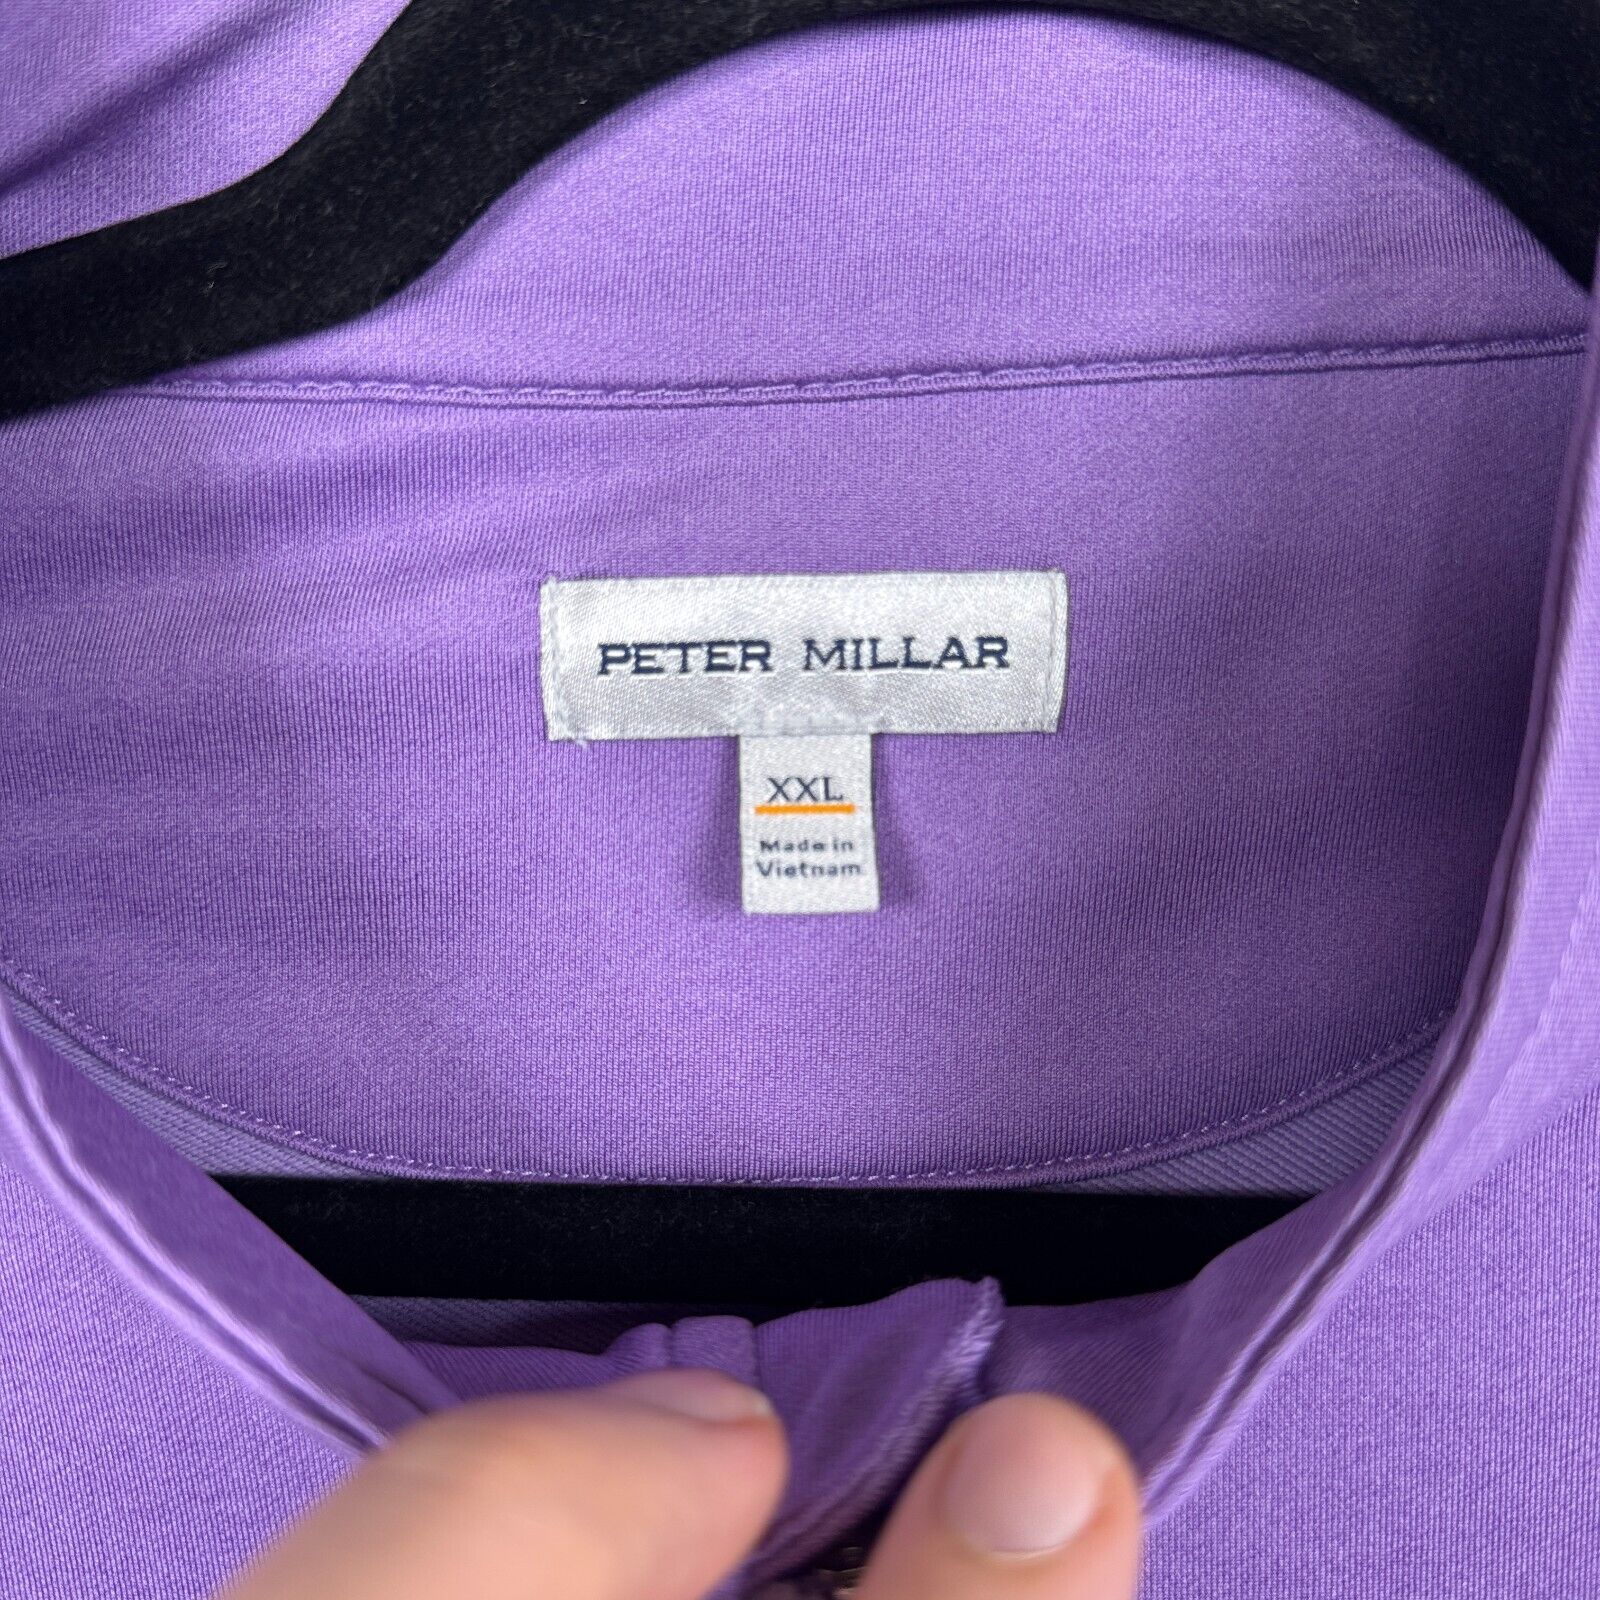 PETER MILLAR
XXL
Made in
Vietnam